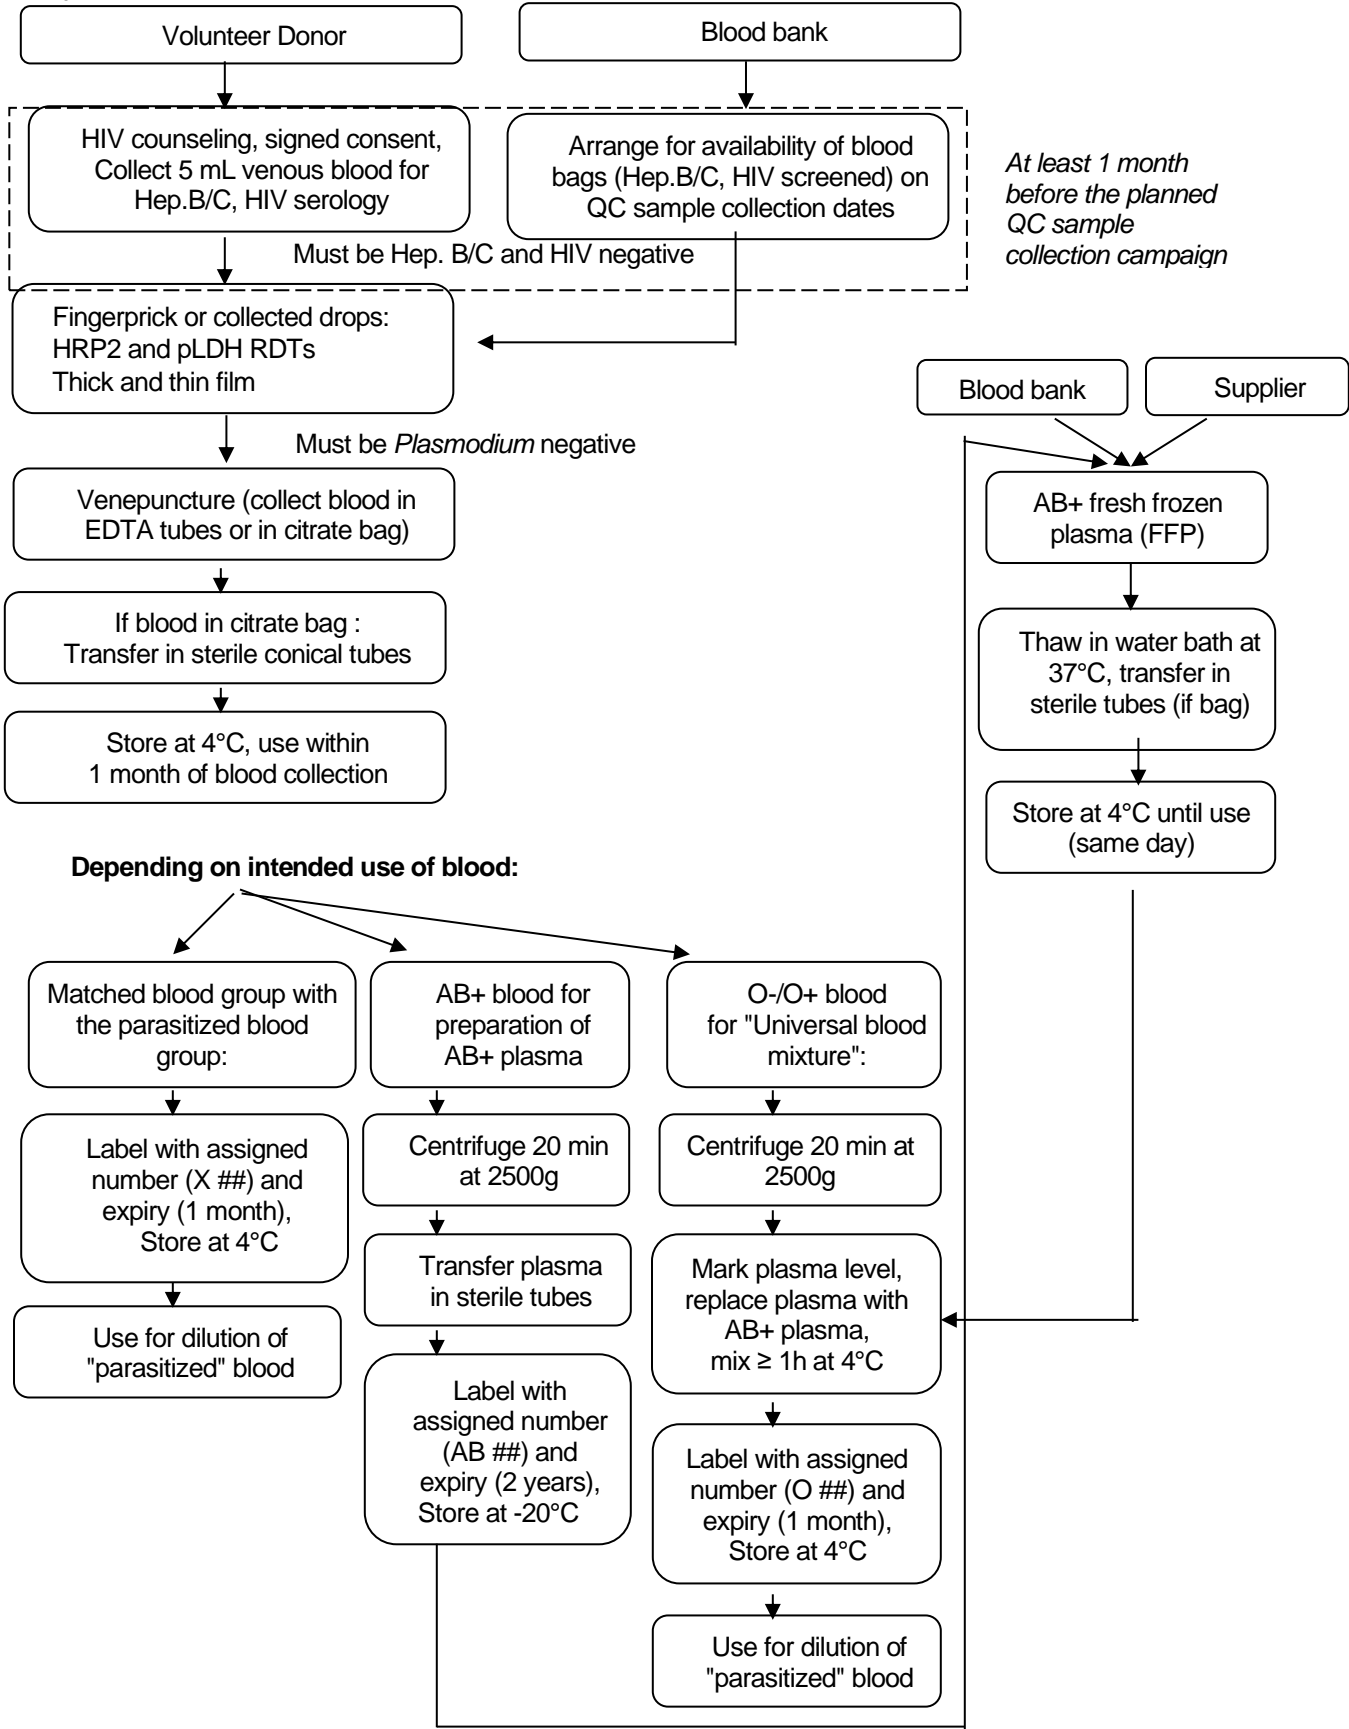 Volunteer Donor
Blood bank
HIV counseling, signed consent,
Collect 5 mL venous blood for
Hep.B/C, HIV serology
Arrange for availability of blood
bags (Hep.B/C, HIV screened) on
QC sample collection dates
At least 1 month
before the planned
QC sample
collection campaign
Must be Hep. B/C and HIV negative
Fingerprick or collected drops:
HRP2 and pLDH RDTs
Thick and thin film
Must be Plasmodium negative
Venepuncture (collect blood in
EDTA tubes or in citrate bag)
If blood in citrate bag :
Transfer in sterile conical tubes
Store at 4°C, use within
1 month of blood collection
Blood bank
Supplier
AB+ fresh frozen
plasma (FFP)
Thaw in water bath at
37°C, transfer in
sterile tubes (if bag)
Store at 4°C until use
(same day)
Depending on intended use of blood:
Matched blood group with
the parasitized blood
group:
Label with assigned
number (X ##) and
expiry (1 month),
Store at 4°C
Use for dilution of
"parasitized" blood
AB+ blood for
preparation of
AB+ plasma
Centrifuge 20 min
at 2500g
Transfer plasma
in sterile tubes
Label with
assigned number
(AB ##) and
expiry (2 years),
Store at -20°C
O-/O+ blood
for "Universal blood
mixture":
Centrifuge 20 min at
2500g
Mark plasma level,
replace plasma with
AB+ plasma,
mix ≥ 1h at 4°C
Label with assigned
number (O ##) and
expiry (1 month),
Store at 4°C
Use for dilution of
"parasitized" blood